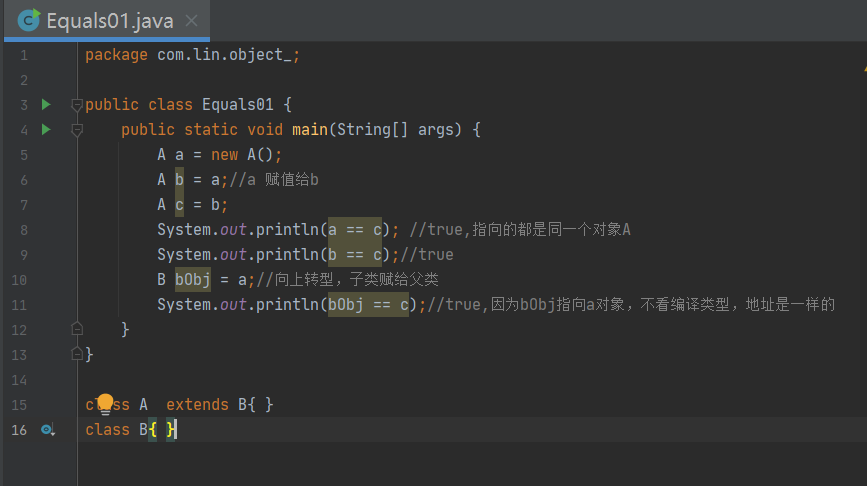 Equals01.java
1 package com.lin.object_;
2
3 public class Equals01 {
4 public static void main(String[] args) {
5 A a = new A();
6 A b = a;//a 赋值给b
7 A c = b;
8 System.out.println(a == c); //true,指向的都是同一个对象A
9 System.out.println(b == c);//true
10 B bObj = a;//向上转型，子类赋给父类
11 System.out.println(bObj == c);//true,因为bObj指向a对象，不看编译类型，地址是一样的
12 }
13 }
14
15 class A  extends B{ }
16 class B{ }